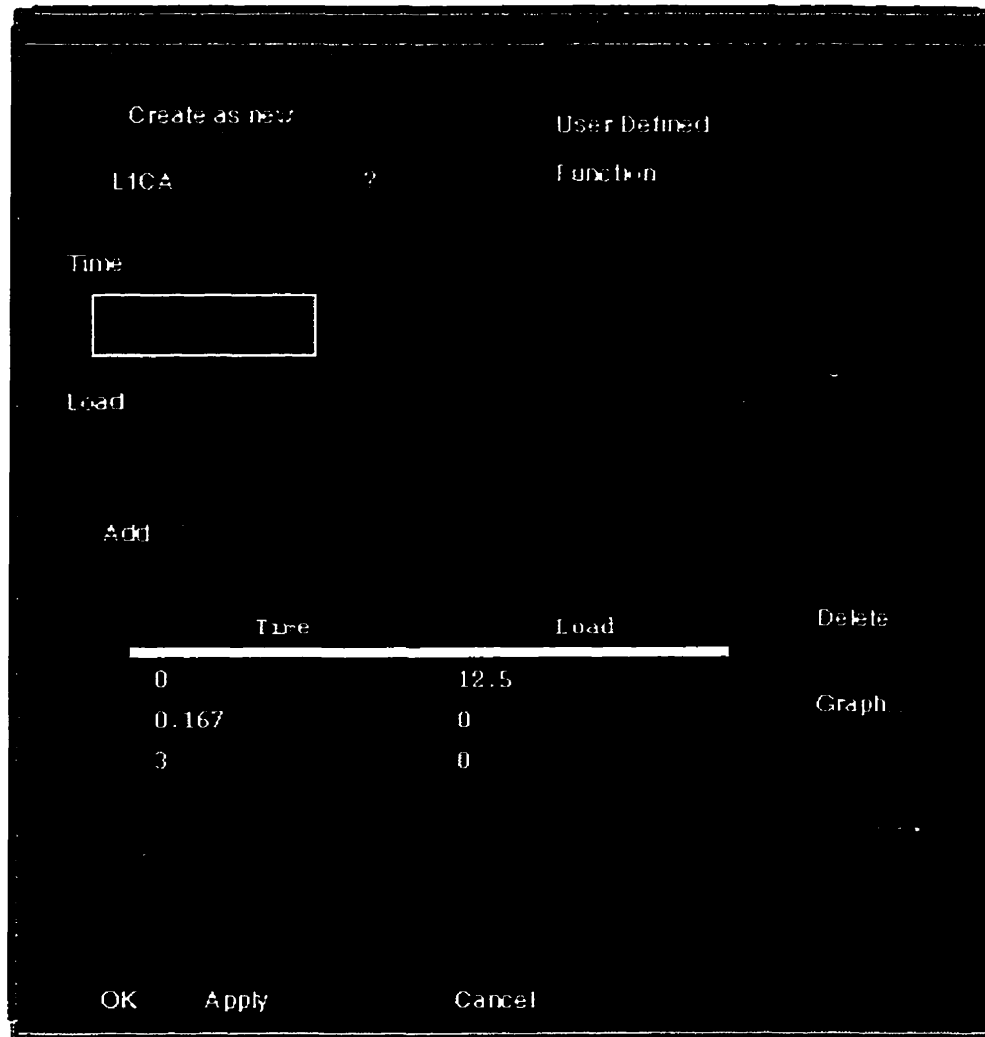 Create as new
User Defined
L1CA ?
Function
Time
Load
Add
Time Load
Delete
0 12.5
Graph...
0.167 0
3 0
OK Apply Cancel